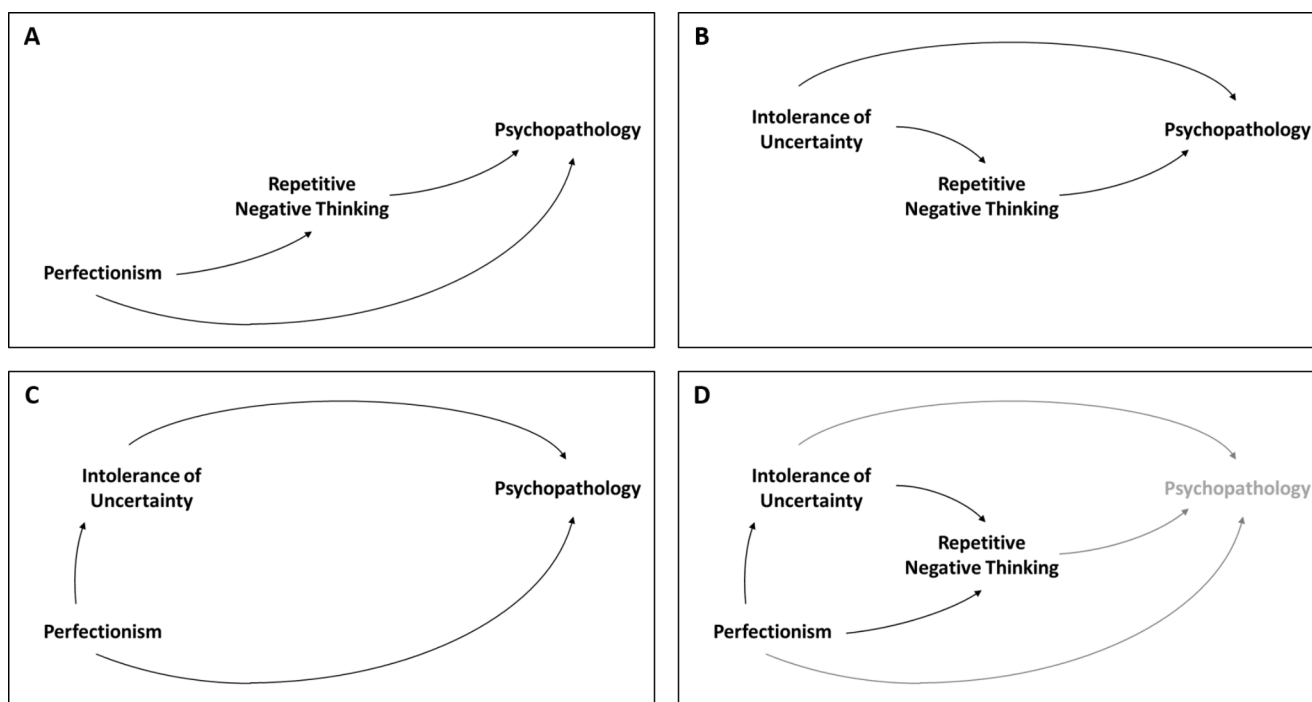 A
Psychopathology
Repetitive
Negative Thinking
Perfectionism
B
Intolerance of
Uncertainty
Psychopathology
Repetitive
Negative Thinking
C
Intolerance of
Uncertainty
Psychopathology
Perfectionism
D
Intolerance of
Uncertainty
Psychopathology
Repetitive
Negative Thinking
Perfectionism